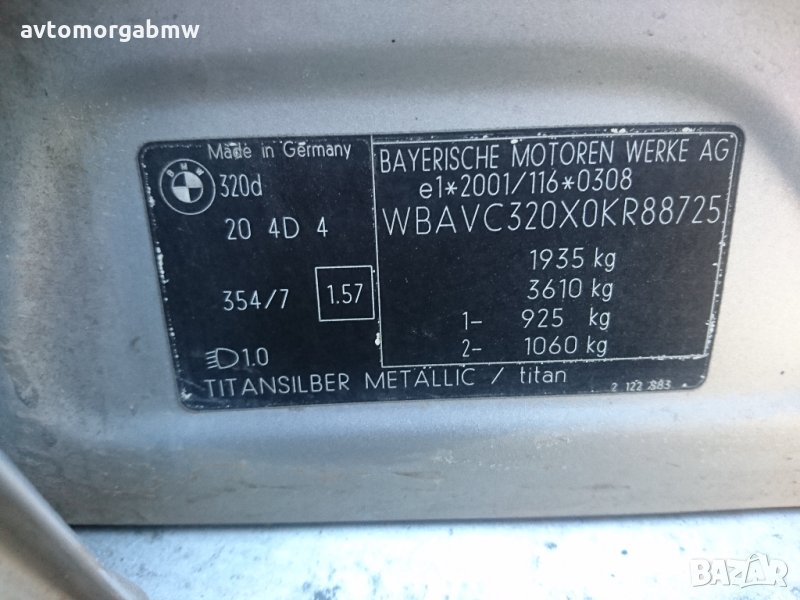 avtomorgabmw
Made in Germany
BMW
320d
20 4D 4
354/7
1.57
1.0
TITANSILBER METALLIC / titan
BAYERISCHE MOTOREN WERKE AG
e1*2001/116*0308
WBAVC320X0KR88725
1935 kg
3610 kg
1- 925 kg
2- 1060 kg
2 122 883
BAZAR